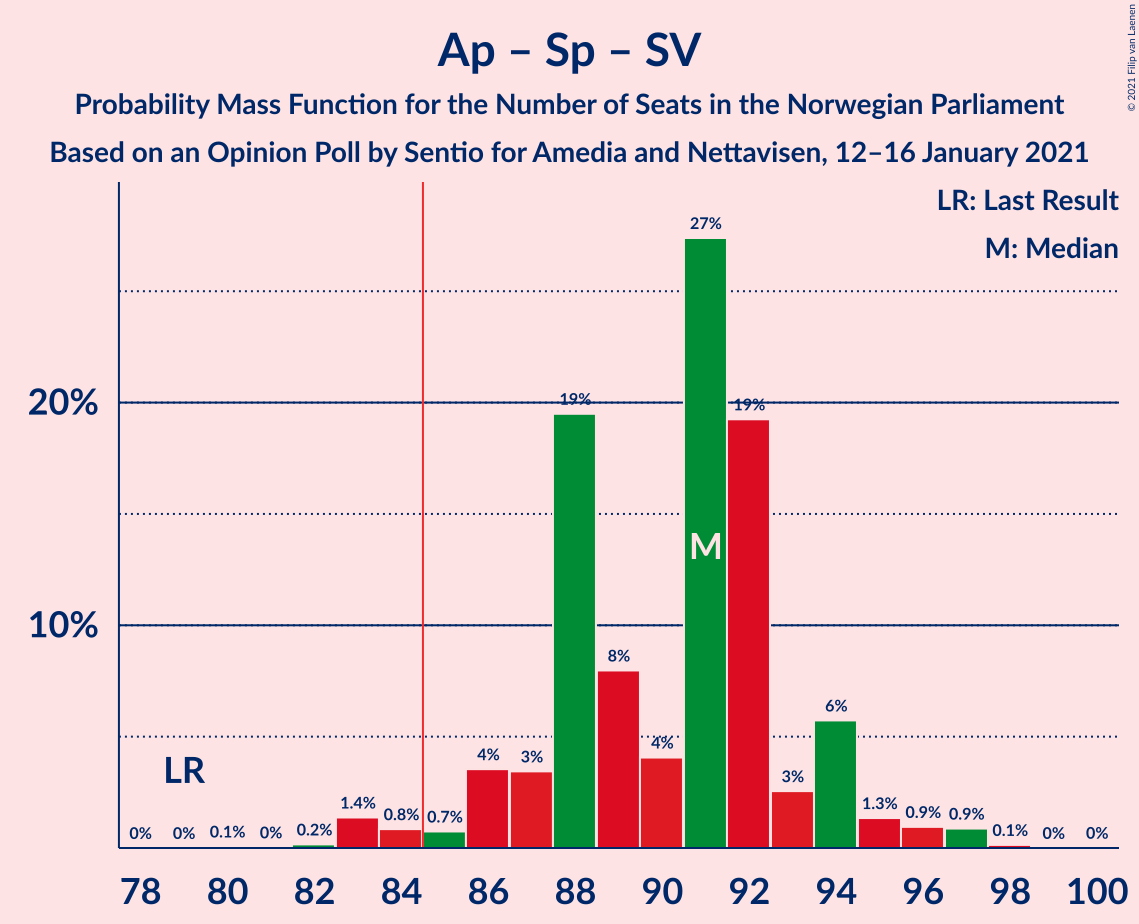 Ap – Sp – SV
Probability Mass Function for the Number of Seats in the Norwegian Parliament
Based on an Opinion Poll by Sentio for Amedia and Nettavisen, 12–16 January 2021
© 2021 Filip van Laenen
LR: Last Result
M: Median
27%
20%
19%
19%
M
10%
8%
6%
4%
4%
3%
3%
LR
1.4%
0.8%
0.7%
1.3%
0.9%
0.9%
0% 0% 0.1% 0% 0.2% 0.1% 0% 0%
78 80 82 84 86 88 90 92 94 96 98 100